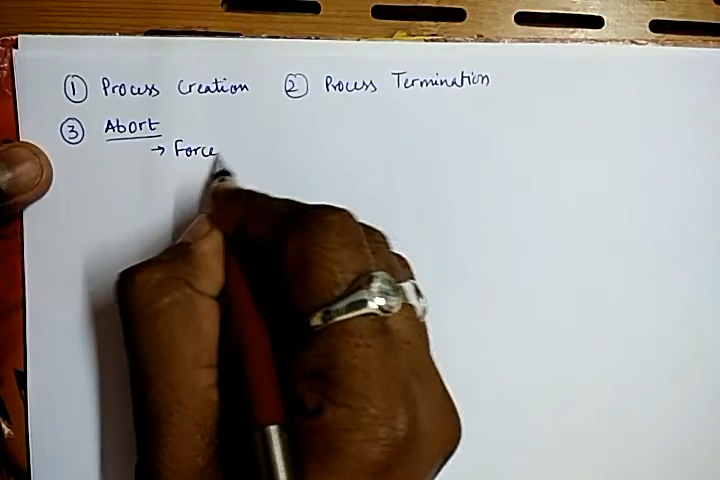 ① Process Creation ② Process Termination
③ Abort
→ Force